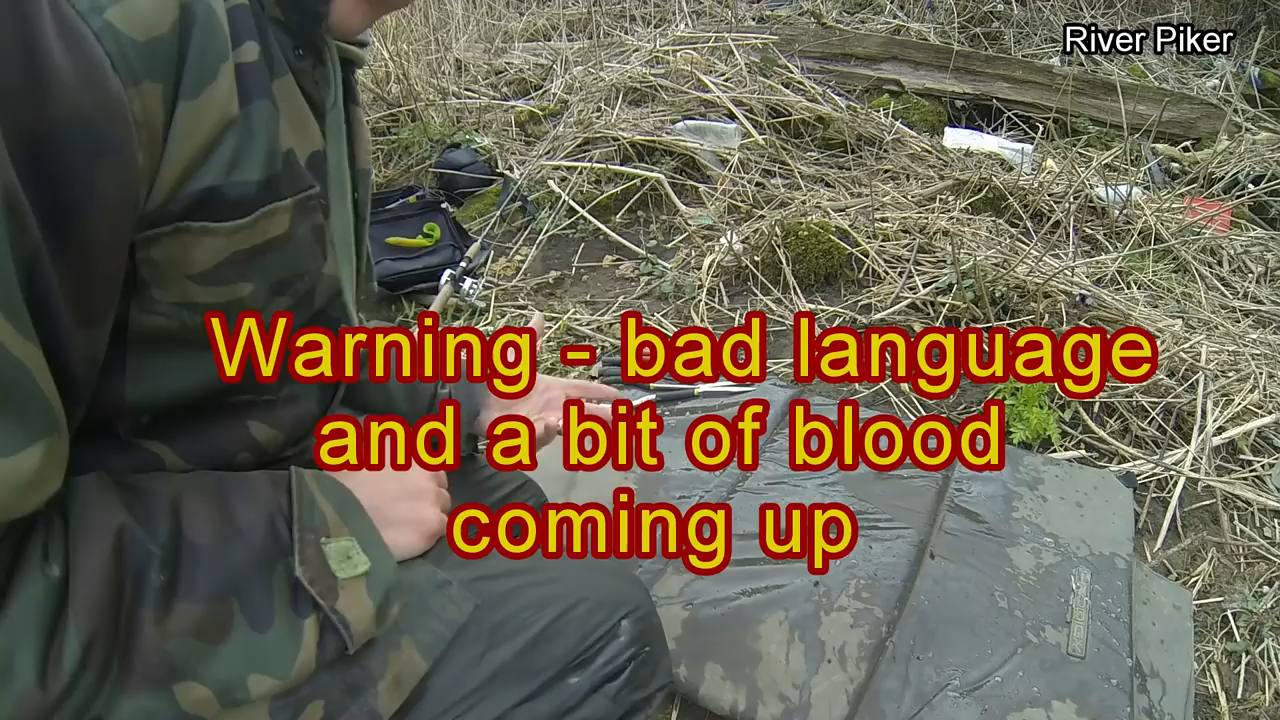 River Piker
Warning - bad language
and a bit of blood
coming up